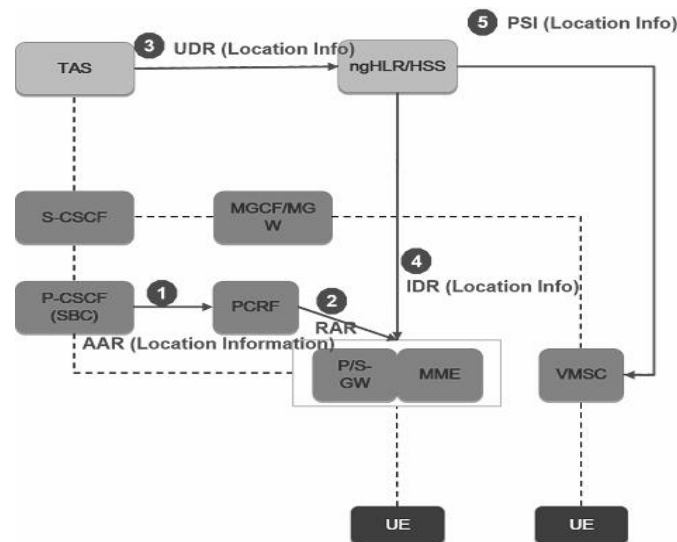 5 PSI (Location Info)
3 UDR (Location Info)
TAS
ngHLR/HSS
S-CSCF
MGCF/MG
W
4
IDR (Location Info)
P-CSCF
(SBC)
1
PCRF
2
RAR
AAR (Location Information)
P/S-
GW
MME
VMSC
UE
UE